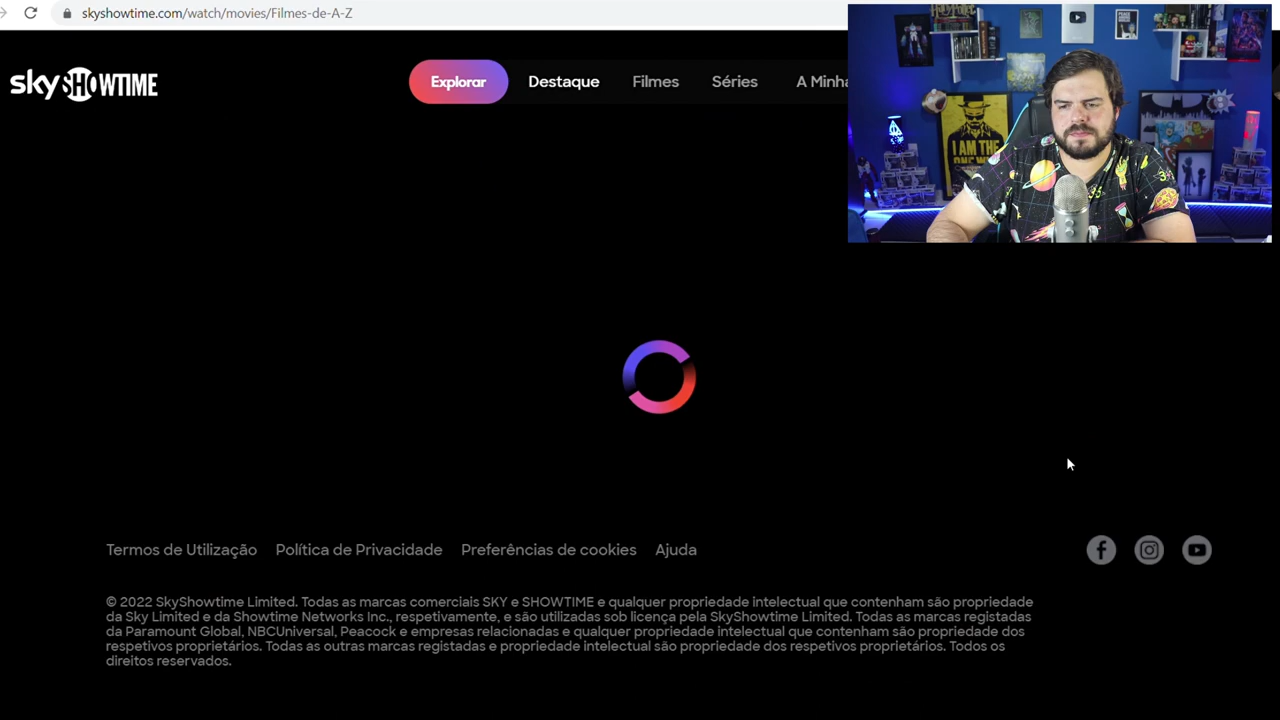 skyshowtime.com/watch/movies/Filmes-de-A-Z
sky SHOWTIME
Explorar
Destaque
Filmes
Séries
A Minha
I AM THE
Termos de Utilização
Política de Privacidade
Preferências de cookies
Ajuda
© 2022 SkyShowtime Limited. Todas as marcas comerciais SKY e SHOWTIME e qualquer propriedade intelectual que contenham são propriedade
da Sky Limited e da Showtime Networks Inc., respetivamente, e são utilizadas sob licença pela SkyShowtime Limited. Todas as marcas registadas
da Paramount Global, NBCUniversal, Peacock e empresas relacionadas e qualquer propriedade intelectual que contenham são propriedade dos
respetivos proprietários. Todas as outras marcas registadas e propriedade intelectual são propriedade dos respetivos proprietários. Todos os
direitos reservados.